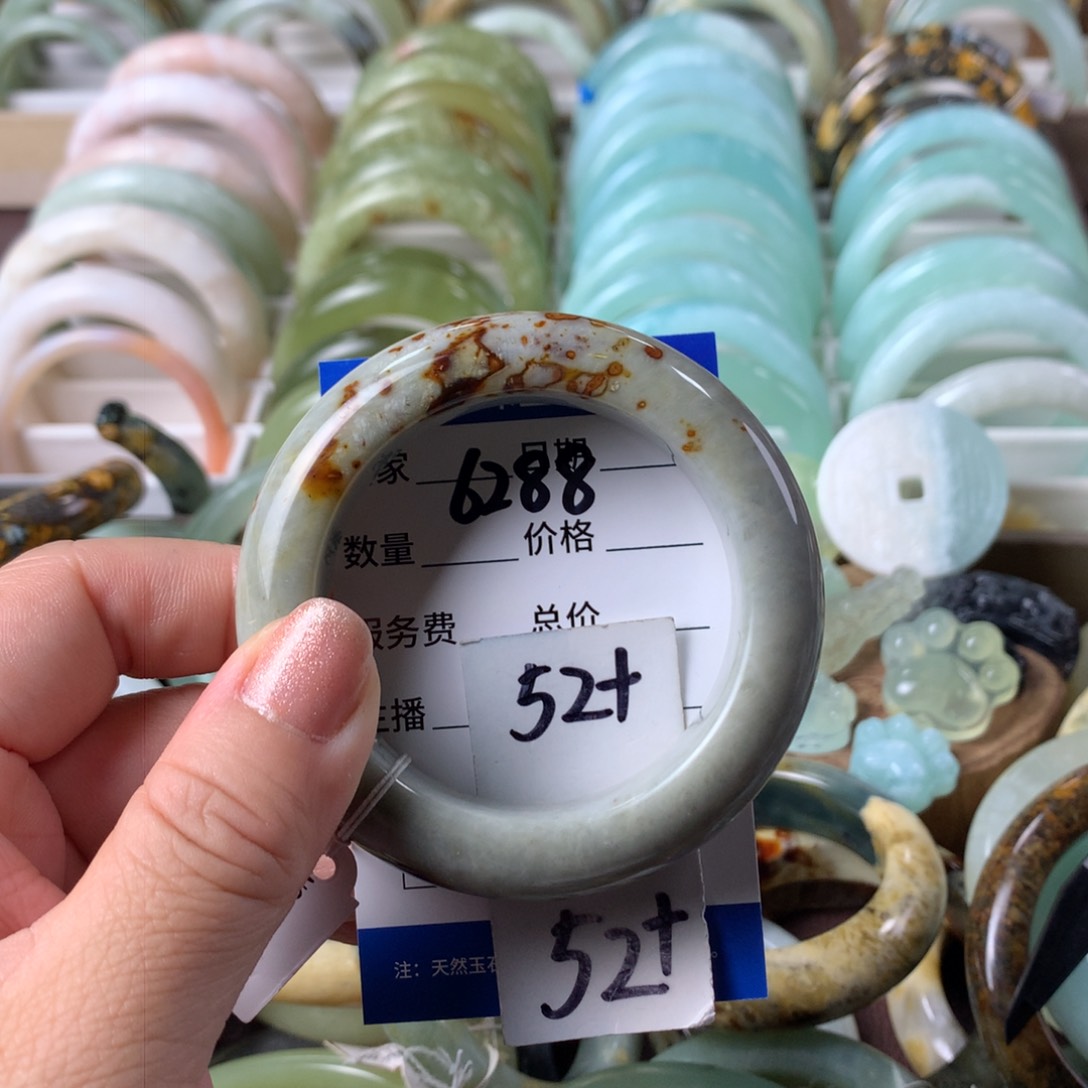 家 日期
6288
数量 价格
服务费 总价
52+
主播
注：天然玉石
52+